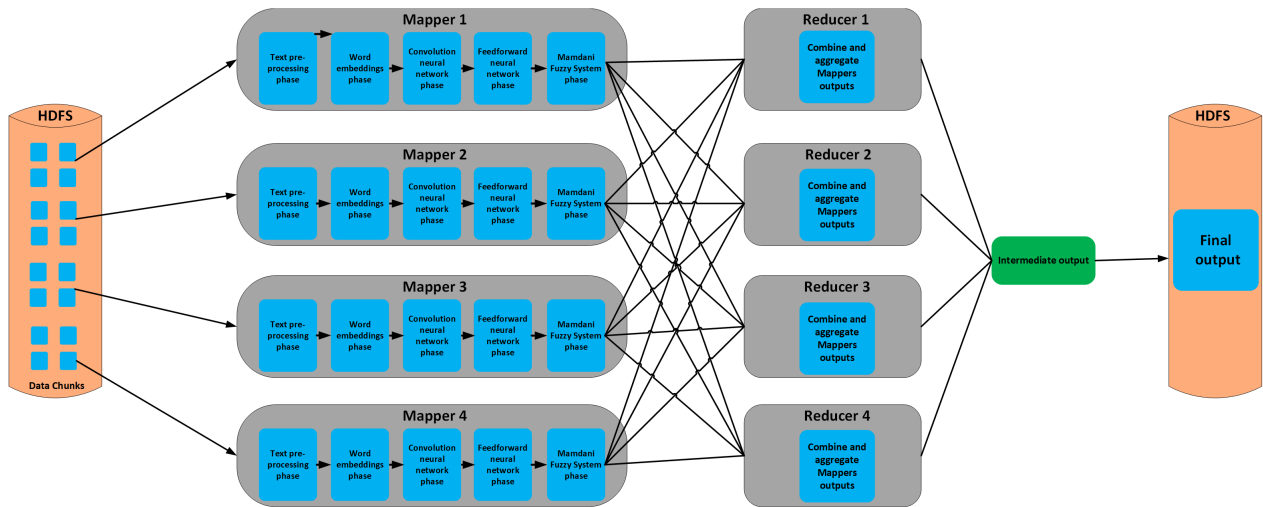 HDFS
Data Chunks
Mapper 1
Text pre-
processing
phase
Word
embeddings
phase
Convolution
neural
network
phase
Feedforward
neural
network
phase
Mamdani
Fuzzy System
phase
Mapper 2
Text pre-
processing
phase
Word
embeddings
phase
Convolution
neural
network
phase
Feedforward
neural
network
phase
Mamdani
Fuzzy System
phase
Mapper 3
Text pre-
processing
phase
Word
embeddings
phase
Convolution
neural
network
phase
Feedforward
neural
network
phase
Mamdani
Fuzzy System
phase
Mapper 4
Text pre-
processing
phase
Word
embeddings
phase
Convolution
neural
network
phase
Feedforward
neural
network
phase
Mamdani
Fuzzy System
phase
Reducer 1
Combine and
aggregate
Mappers
outputs
Reducer 2
Combine and
aggregate
Mappers
outputs
Reducer 3
Combine and
aggregate
Mappers
outputs
Reducer 4
Combine and
aggregate
Mappers
outputs
Intermediate output
HDFS
Final
output